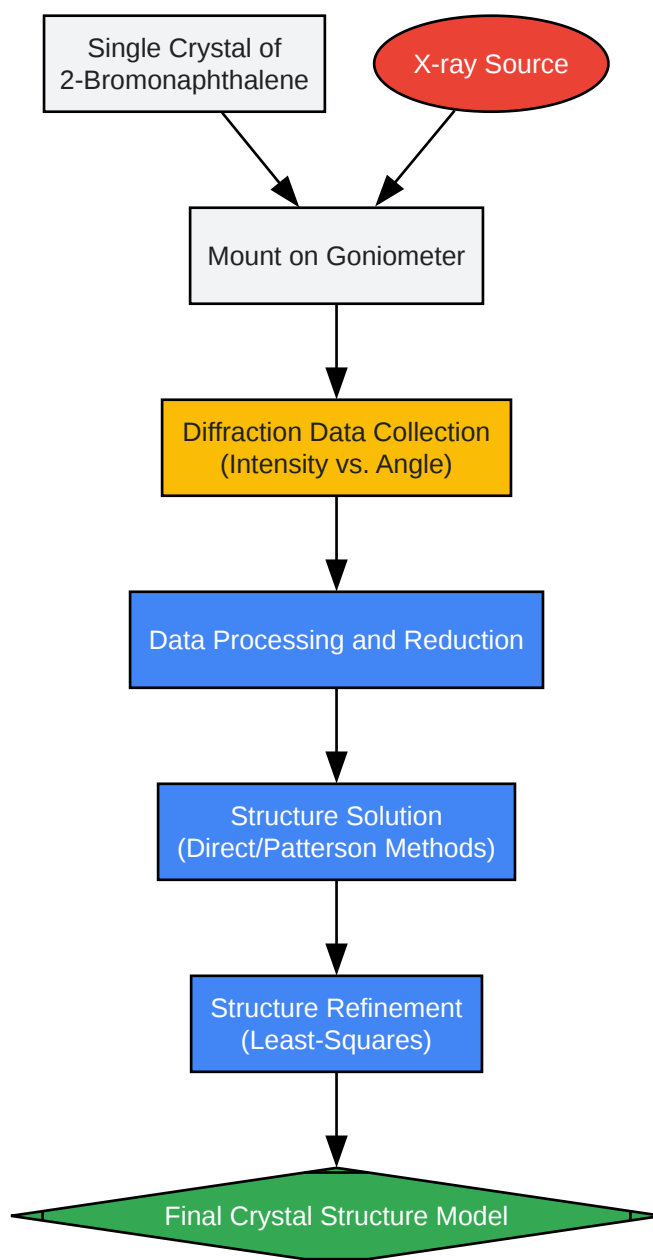 Single Crystal of
2-Bromonaphthalene
X-ray Source
Mount on Goniometer
Diffraction Data Collection
(Intensity vs. Angle)
Data Processing and Reduction
Structure Solution
(Direct/Patterson Methods)
Structure Refinement
(Least-Squares)
Final Crystal Structure Model